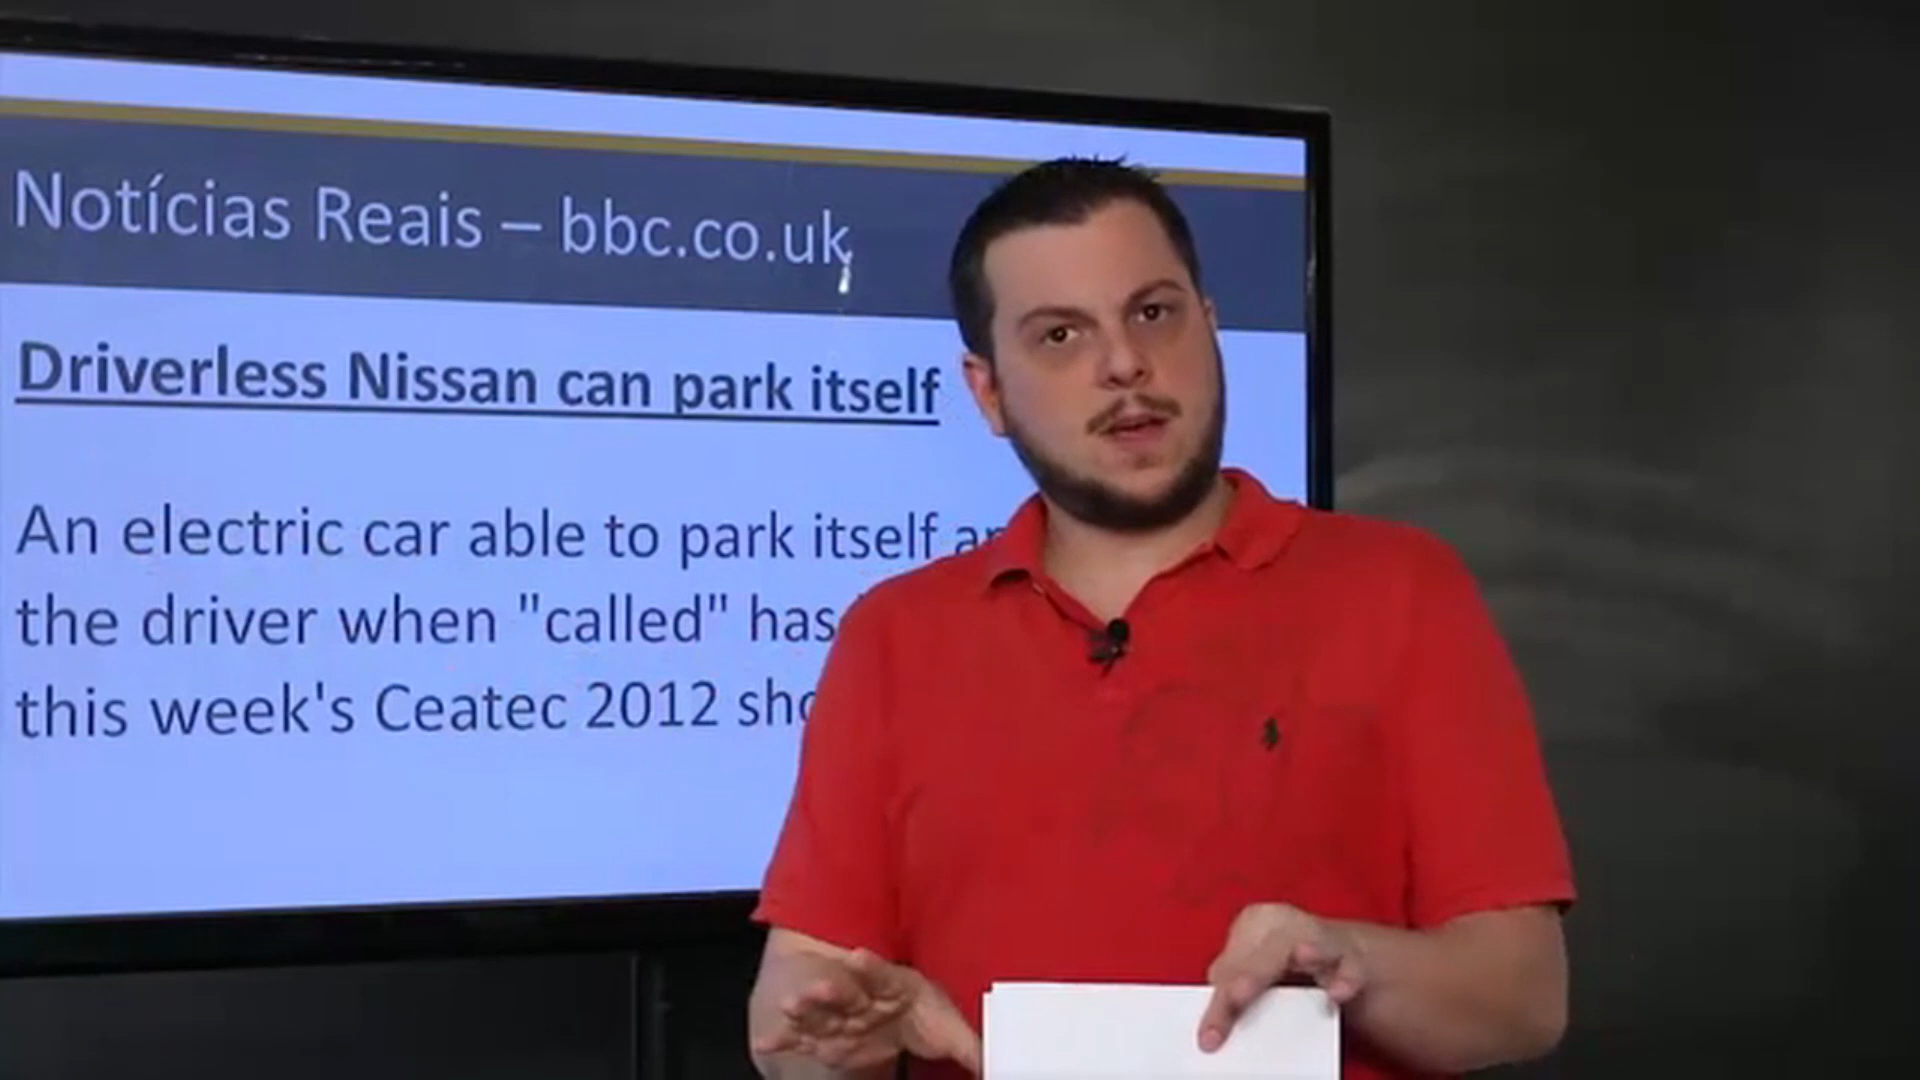 Notícias Reais – bbc.co.uk
Driverless Nissan can park itself
An electric car able to park itself
the driver when "called" has
this week's Ceatec 2012